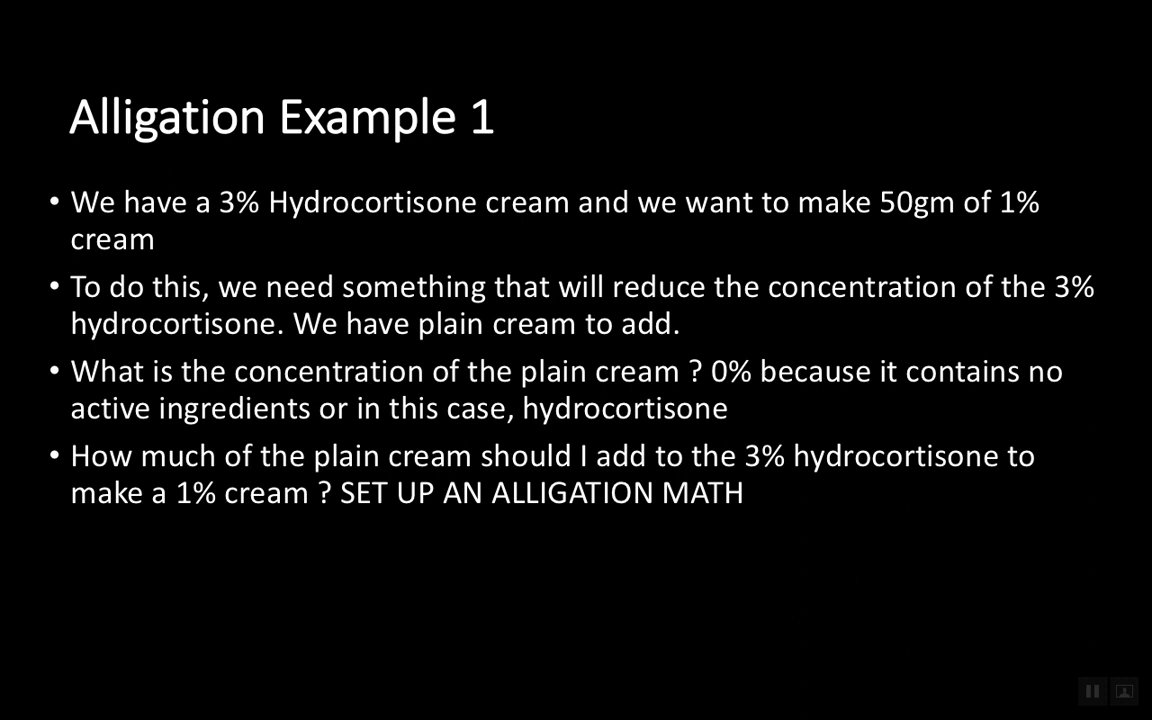 Alligation Example 1
• We have a 3% Hydrocortisone cream and we want to make 50gm of 1%
cream
• To do this, we need something that will reduce the concentration of the 3%
hydrocortisone. We have plain cream to add.
• What is the concentration of the plain cream ? 0% because it contains no
active ingredients or in this case, hydrocortisone
• How much of the plain cream should I add to the 3% hydrocortisone to
make a 1% cream ? SET UP AN ALLIGATION MATH